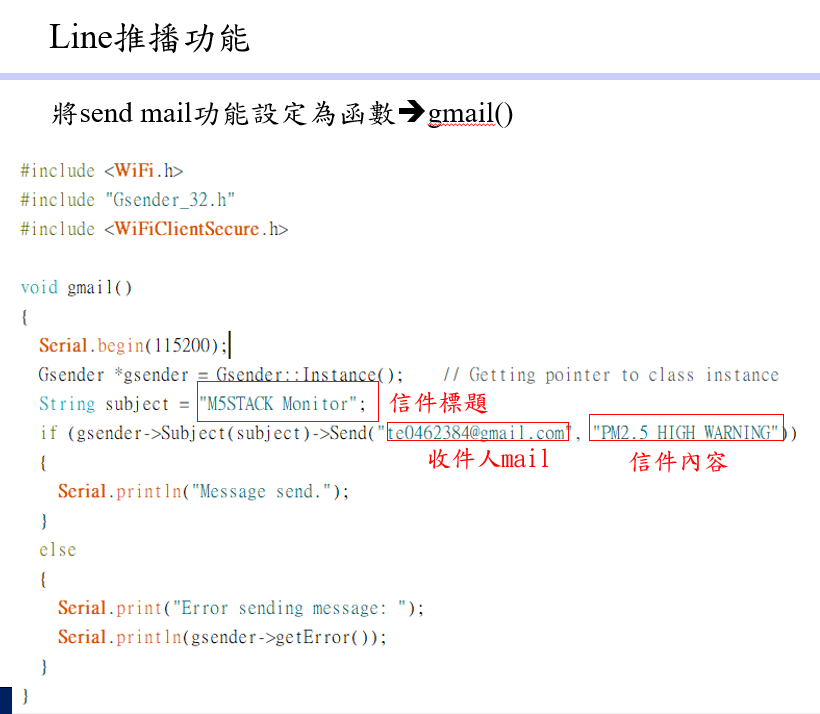 Line推播功能
將send mail功能設定為函數➔gmail()
#include <WiFi.h>
#include "Gsender_32.h"
#include <WiFiClientSecure.h>
void gmail()
{
Serial.begin(115200);
Gsender *gsender = Gsender::Instance();    // Getting pointer to class instance
String subject = "M5STACK Monitor"; 信件標題
if (gsender->Subject(subject)->Send("te0462384@gmail.com", "PM2.5 HIGH WARNING"))
收件人mail 信件內容
{
Serial.println("Message send.");
}
else
{
Serial.print("Error sending message: ");
Serial.println(gsender->getError());
}
}